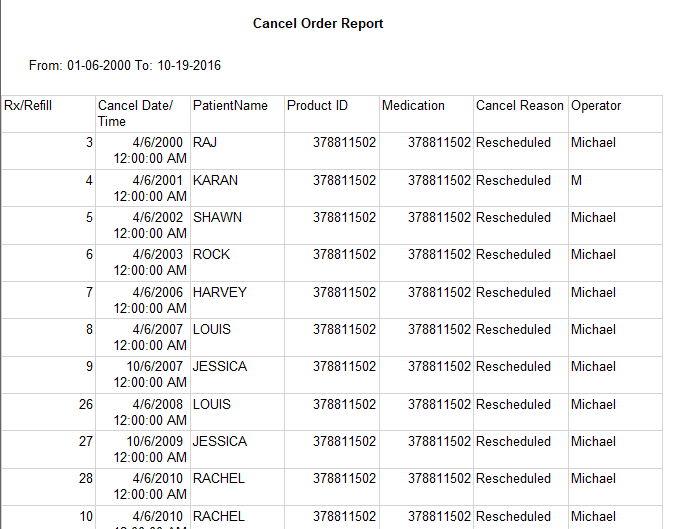 Cancel Order Report
From: 01-06-2000 To: 10-19-2016
Rx/Refill Cancel Date/ PatientName Product ID Medication Cancel Reason Operator
Time
3 4/6/2000 RAJ 378811502 378811502 Rescheduled Michael
12:00:00 AM
4 4/6/2001 KARAN 378811502 378811502 Rescheduled M
12:00:00 AM
5 4/6/2002 SHAWN 378811502 378811502 Rescheduled Michael
12:00:00 AM
6 4/6/2003 ROCK 378811502 378811502 Rescheduled Michael
12:00:00 AM
7 4/6/2006 HARVEY 378811502 378811502 Rescheduled Michael
12:00:00 AM
8 4/6/2007 LOUIS 378811502 378811502 Rescheduled Michael
12:00:00 AM
9 10/6/2007 JESSICA 378811502 378811502 Rescheduled Michael
12:00:00 AM
26 4/6/2008 LOUIS 378811502 378811502 Rescheduled Michael
12:00:00 AM
27 10/6/2009 JESSICA 378811502 378811502 Rescheduled Michael
12:00:00 AM
28 4/6/2010 RACHEL 378811502 378811502 Rescheduled Michael
12:00:00 AM
10 4/6/2010 RACHEL 378811502 378811502 Rescheduled Michael